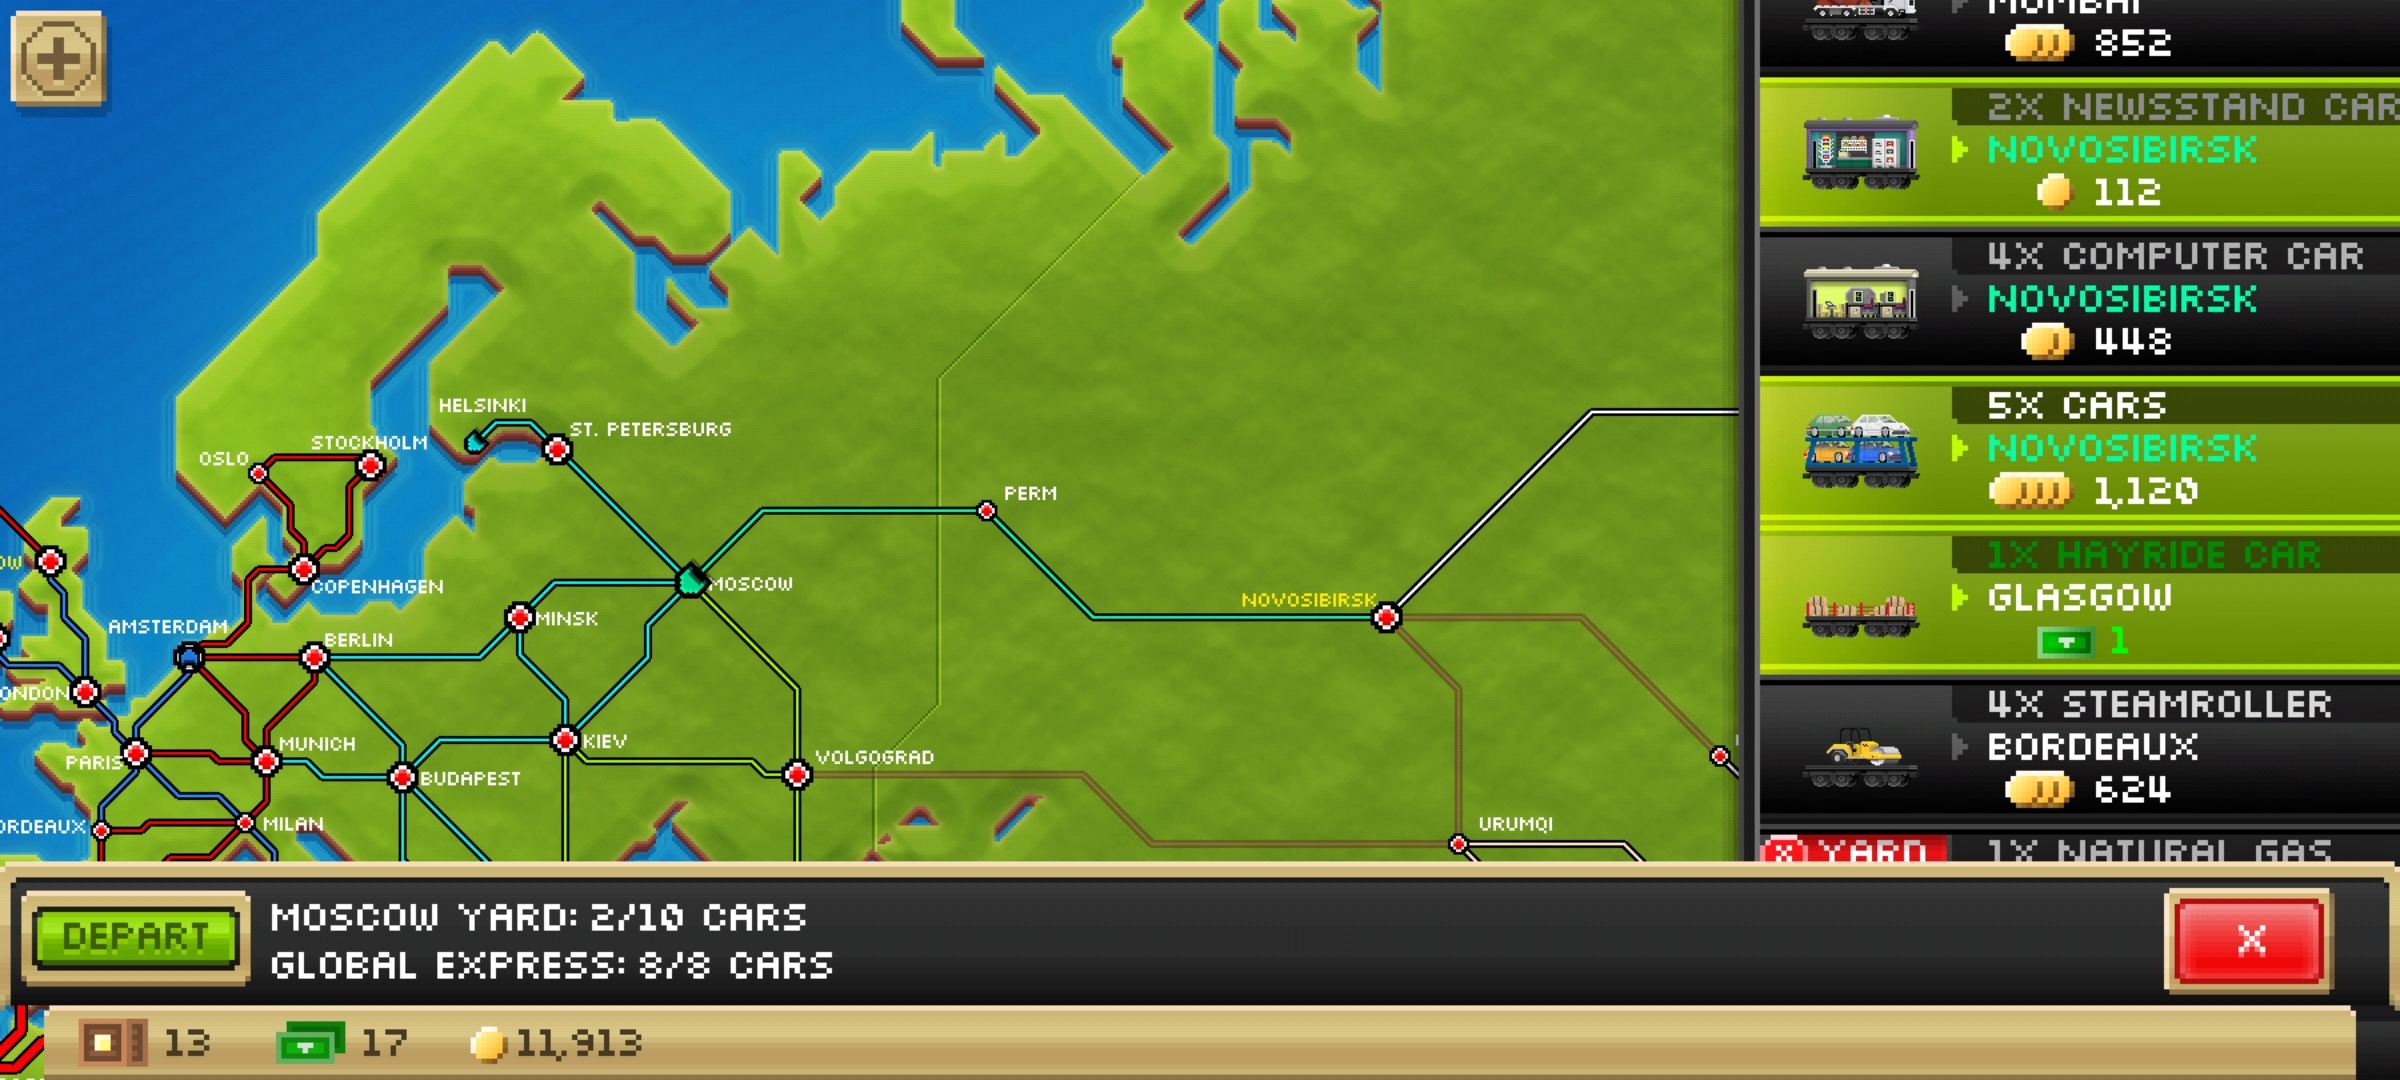 MUMBAI
852
2X NEWSSTAND CAR
NOVOSIBIRSK
112
4X COMPUTER CAR
NOVOSIBIRSK
448
5X CARS
NOVOSIBIRSK
1,120
1X HAYRIDE CAR
GLASGOW
1
4X STEAMROLLER
BORDEAUX
624
YARD
1X NATURAL GAS
HELSINKI
ST. PETERSBURG
STOCKHOLM
OSLO
PERM
OW
COPENHAGEN
MOSCOW
NOVOSIBIRSK
MINSK
AMSTERDAM
BERLIN
ONDON
PARIS
MUNICH
KIEV
VOLGOGRAD
BUDAPEST
ORDEAUX
MILAN
URUMQI
DEPART
MOSCOW YARD: 2/10 CARS
GLOBAL EXPRESS: 8/8 CARS
X
13
17
11,913